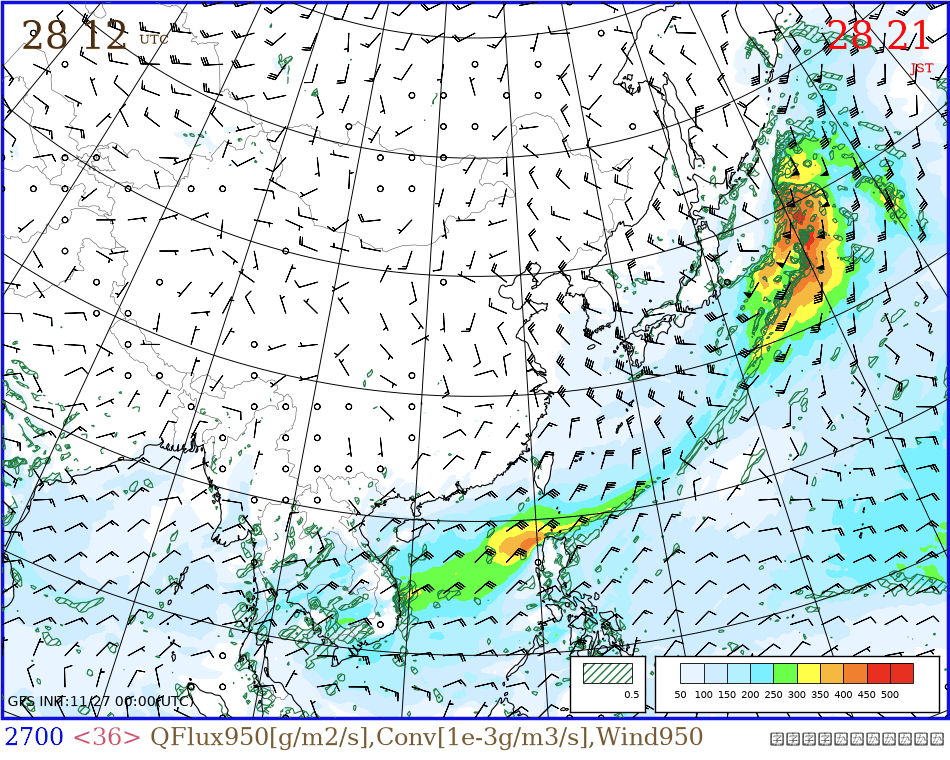 28 12 UTC
28 21
JST
0.5
50 100 150 200 250 300 350 400 450 500
GPS INIT:11/27 00:00(UTC)
2700 <36> QFlux950[g/m2/s],Conv[1e-3g/m3/s],Wind950